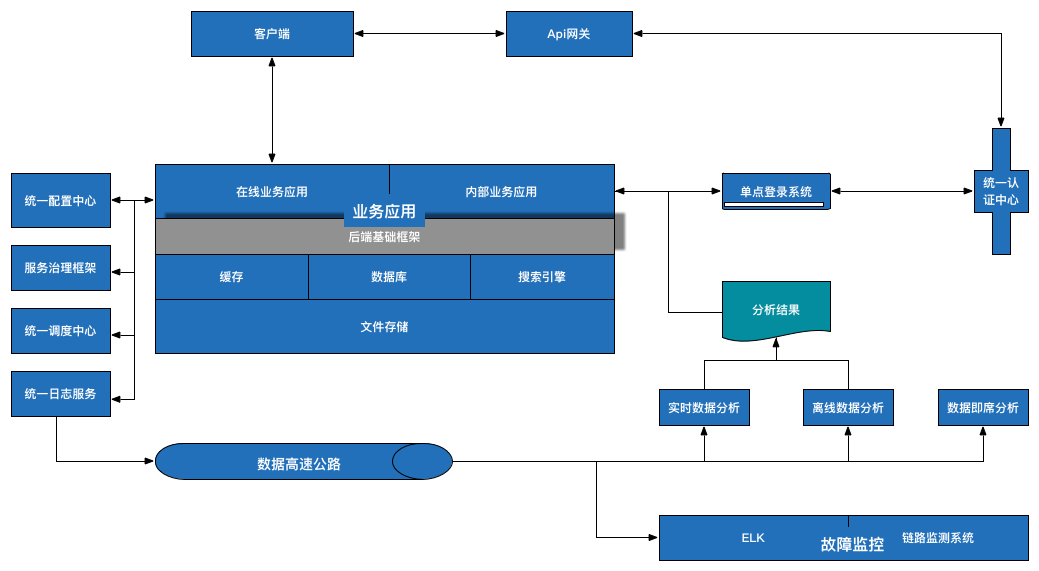 客户端
Api网关
统一配置中心
在线业务应用
内部业务应用
业务应用
单点登录系统
统一认
证中心
后端基础框架
服务治理框架
缓存
数据库
搜索引擎
统一调度中心
文件存储
分析结果
统一日志服务
实时数据分析
离线数据分析
数据即席分析
数据高速公路
ELK
故障监控
链路监测系统